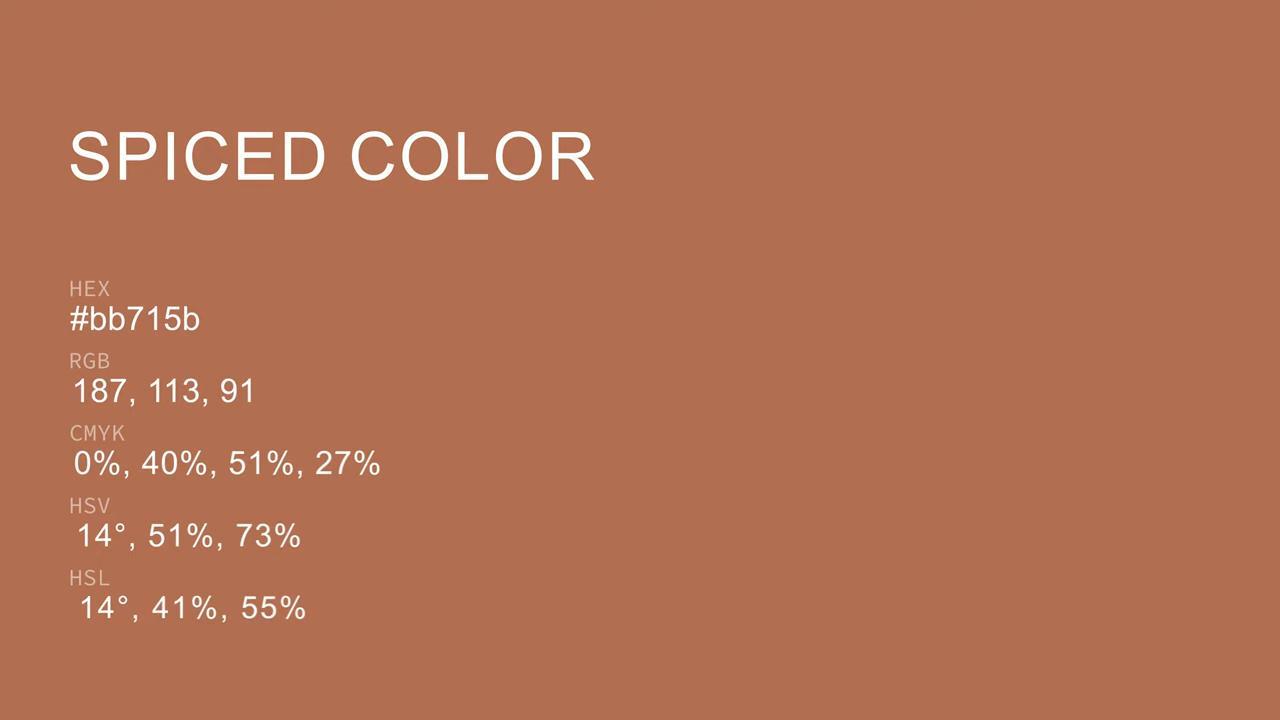 SPICED COLOR
HEX
#bb715b
RGB
187, 113, 91
CMYK
0%, 40%, 51%, 27%
HSV
14°, 51%, 73%
HSL
14°, 41%, 55%